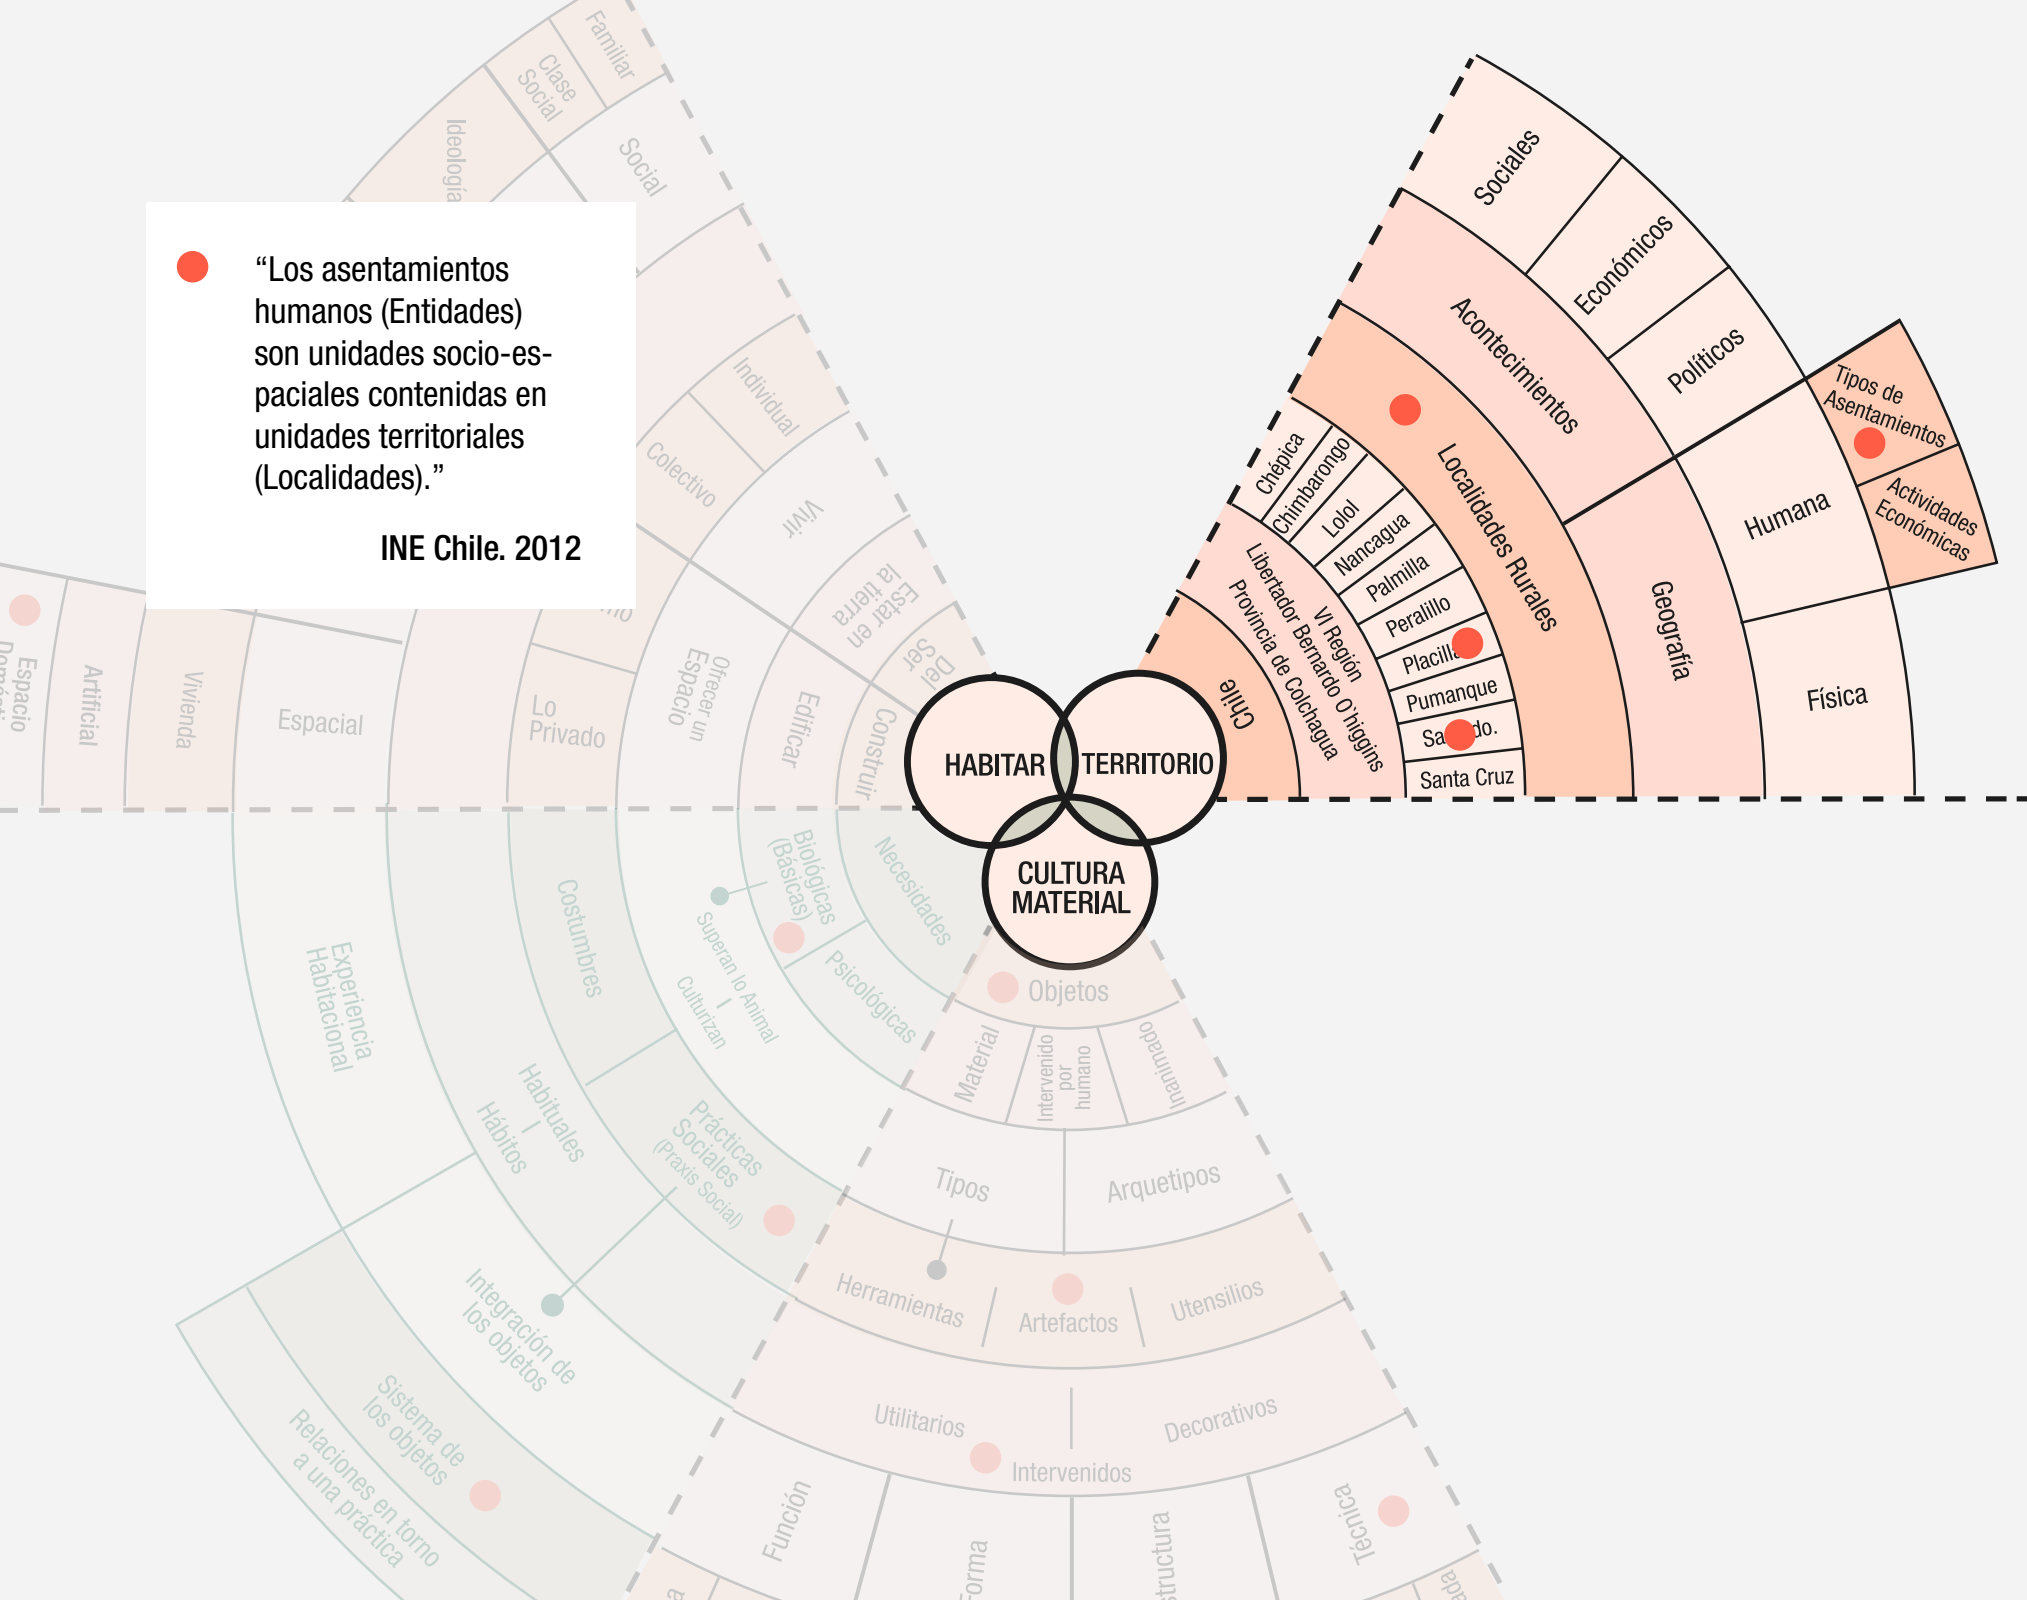 “Los asentamientos
humanos (Entidades)
son unidades socio-es-
paciales contenidas en
unidades territoriales
(Localidades).”
INE Chile. 2012
HABITAR
TERRITORIO
CULTURA
MATERIAL
Chile
VI Región
Libertador Bernardo O`higgins
Provincia de Colchagua
Chépica
Chimbarongo
Lolol
Nancagua
Palmilla
Peralillo
Pumanque
Santa Cruz
Localidades Rurales
Acontecimientos
Geografía
Sociales
Económicos
Políticos
Humana
Física
Tipos de
Asentamientos
Actividades
Económicas
Familiar
Clase
Social
Ideología
Social
Individual
Colectivo
Vivir
Estar en
la tierra
Del
Ser
Construir
Edificar
Ofrecer un
Espacio
Lo
Privado
Espacial
Vivienda
Artificial
Espacio
Necesidades
Biológicas
(Básicas)
Psicológicas
Superan lo Animal
Culturizan
Costumbres
Prácticas
Sociales
(Praxis Social)
Habituales
Hábitos
Experiencia
Habitacional
Integración de
los objetos
Sistema de
los objetos
Relaciones en torno
a una práctica
Objetos
Material
Intervenido
por
humano
Inanimado
Tipos
Arquetipos
Herramientas
Artefactos
Utensilios
Utilitarios
Decorativos
Intervenidos
Función
Forma
Técnica